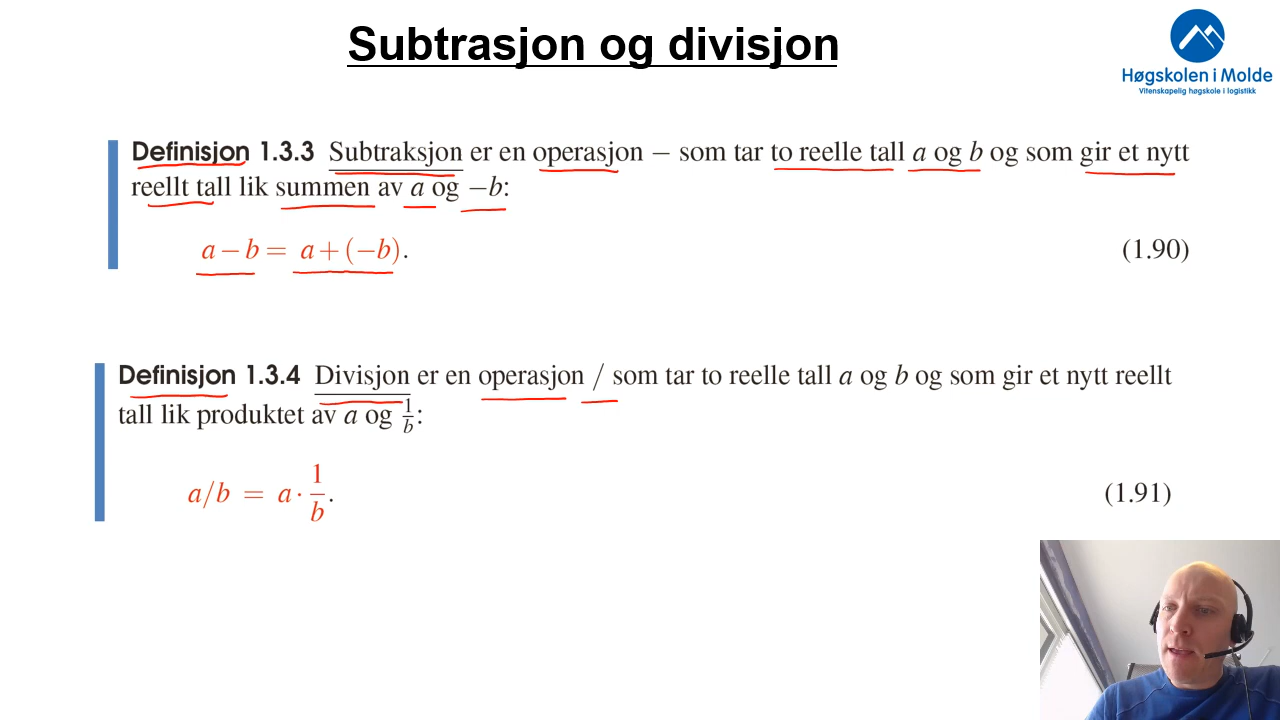 Subtrasjon og divisjon
Høgskolen i Molde
Vitenskapelig høgskole i logistikk
Definisjon 1.3.3 Subtraksjon er en operasjon − som tar to reelle tall a og b og som gir et nytt
reellt tall lik summen av a og −b:
a − b = a + (−b). (1.90)
Definisjon 1.3.4 Divisjon er en operasjon / som tar to reelle tall a og b og som gir et nytt reellt
tall lik produktet av a og 1/b:
a/b = a · 1/b. (1.91)